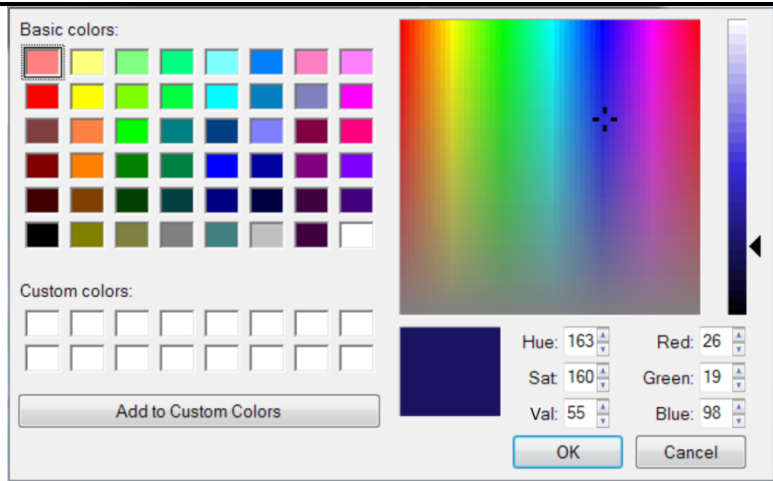 Basic colors:
Custom colors:
Add to Custom Colors
Hue: 163 Red: 26
Sat: 160 Green: 19
Val: 55 Blue: 98
OK Cancel